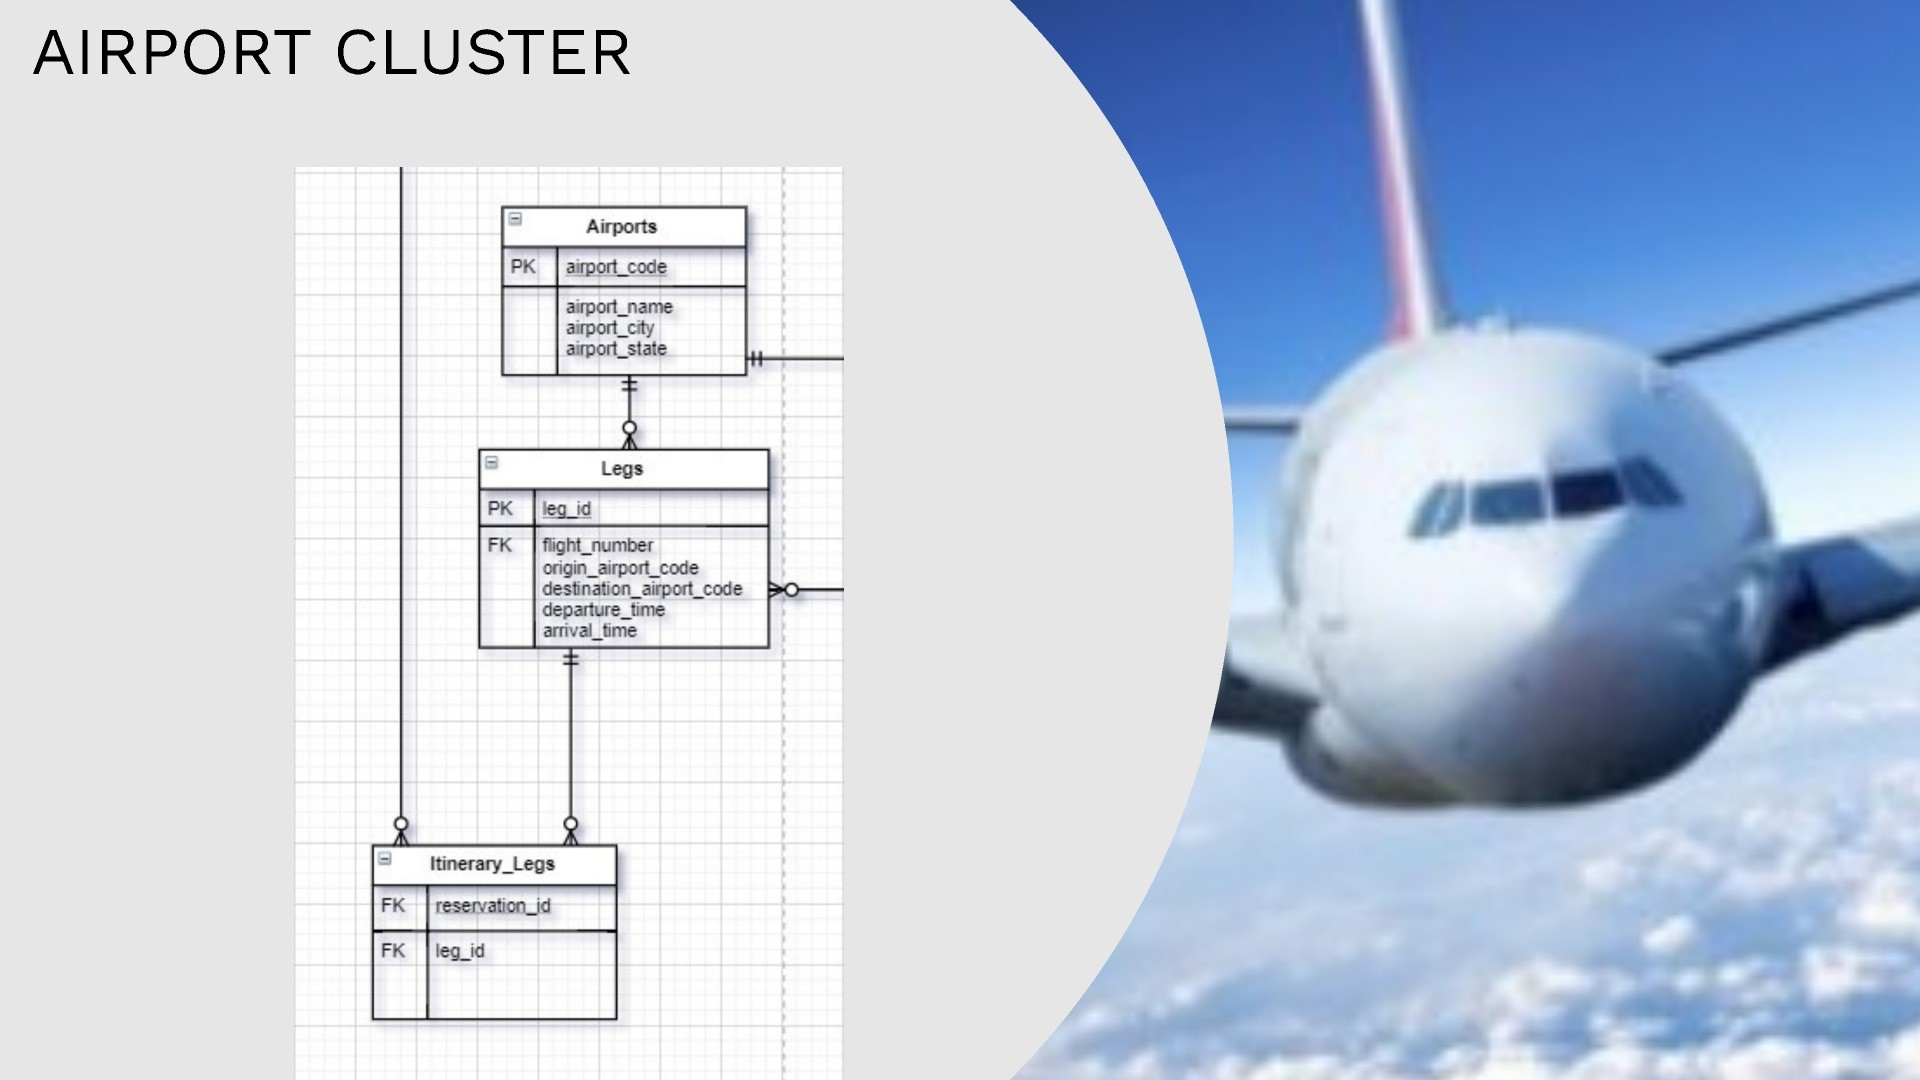 AIRPORT CLUSTER
Airports
PK airport_code
airport_name
airport_city
airport_state
Legs
PK leg_id
FK flight_number
origin_airport_code
destination_airport_code
departure_time
arrival_time
Itinerary_Legs
FK reservation_id
FK leg_id